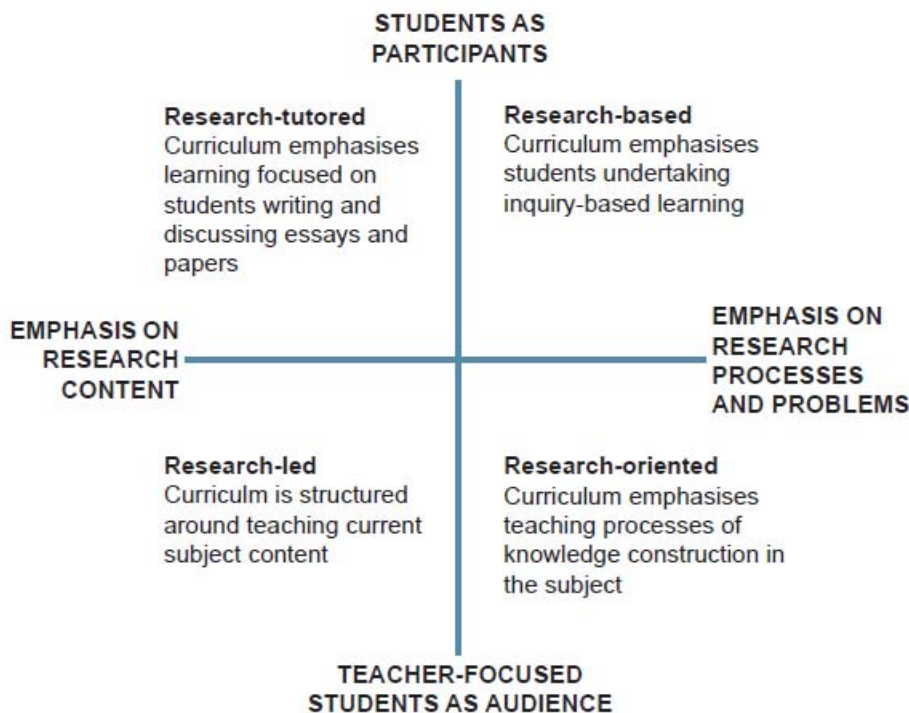 STUDENTS AS
PARTICIPANTS
Research-tutored
Curriculum emphasises
learning focused on
students writing and
discussing essays and
papers
Research-based
Curriculum emphasises
students undertaking
inquiry-based learning
EMPHASIS ON
RESEARCH
CONTENT
EMPHASIS ON
RESEARCH
PROCESSES
AND PROBLEMS
Research-led
Curriculm is structured
around teaching current
subject content
Research-oriented
Curriculum emphasises
teaching processes of
knowledge construction in
the subject
TEACHER-FOCUSED
STUDENTS AS AUDIENCE